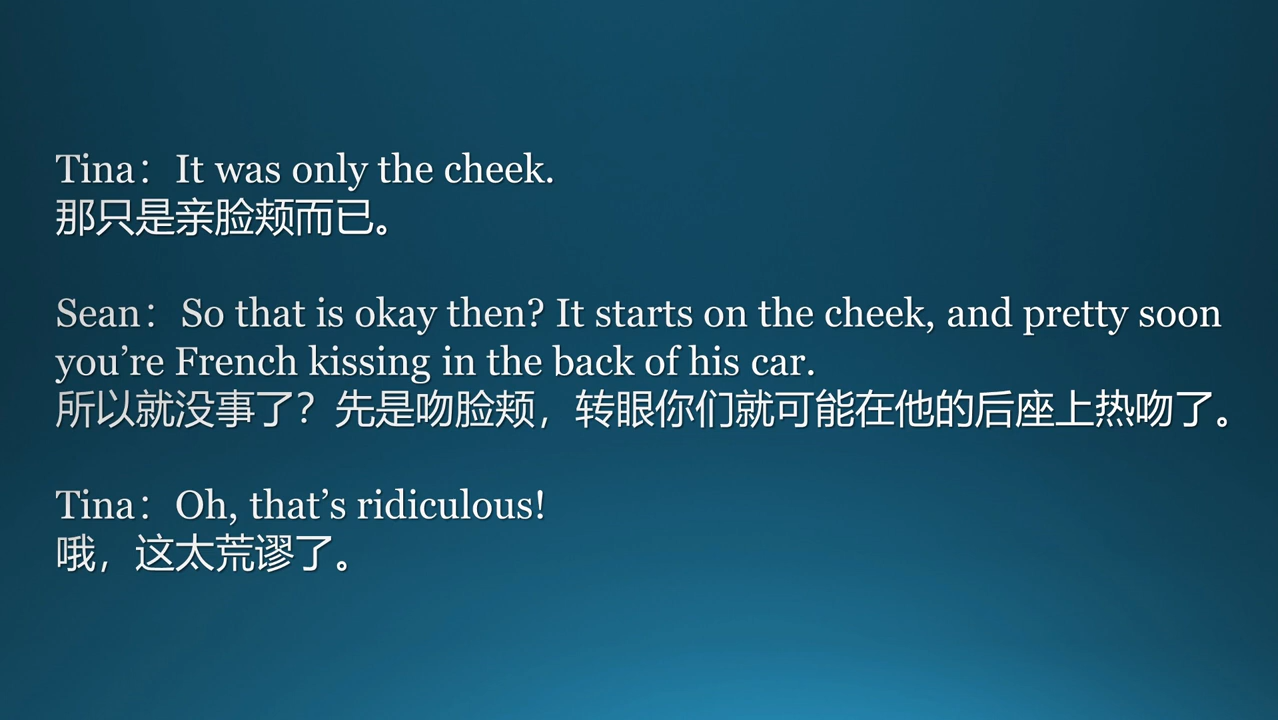 Tina：It was only the cheek.
那只是亲脸颊而已。
Sean：So that is okay then? It starts on the cheek, and pretty soon
you’re French kissing in the back of his car.
所以就没事了？先是吻脸颊，转眼你们就可能在他的后座上热吻了。
Tina：Oh, that’s ridiculous!
哦，这太荒谬了。